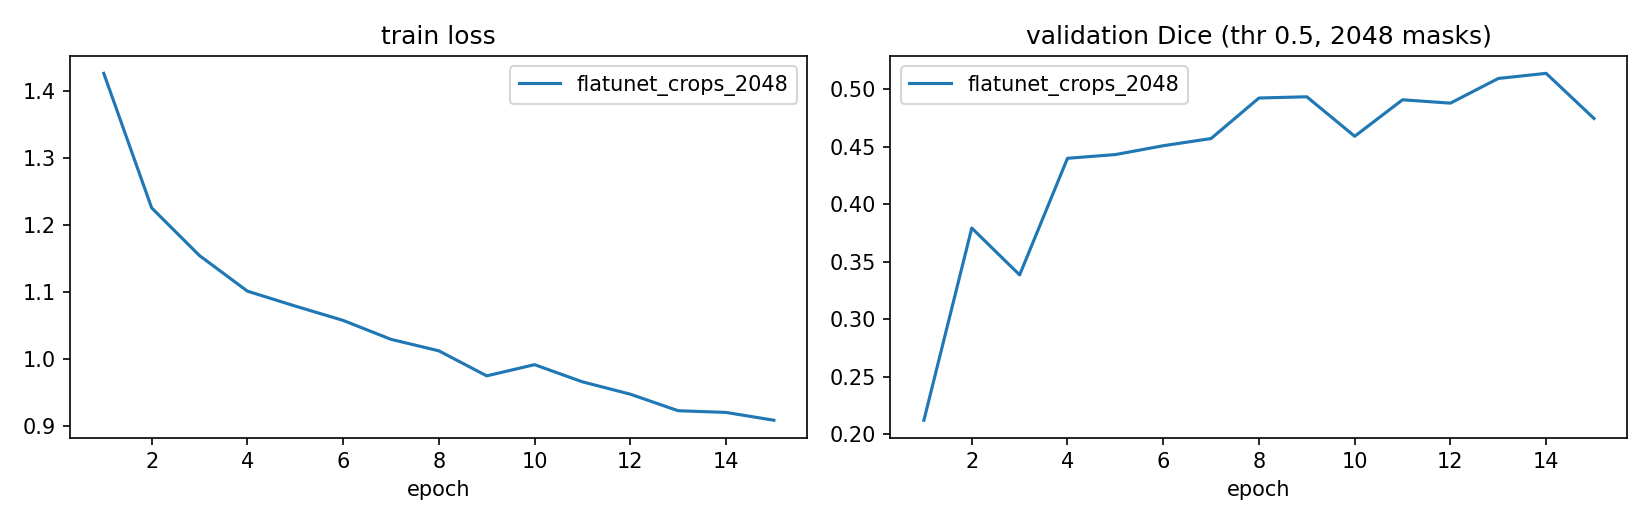 train loss
flatunet_crops_2048
1.4
1.3
1.2
1.1
1.0
0.9
2 4 6 8 10 12 14
epoch
validation Dice (thr 0.5, 2048 masks)
flatunet_crops_2048
0.50
0.45
0.40
0.35
0.30
0.25
0.20
2 4 6 8 10 12 14
epoch